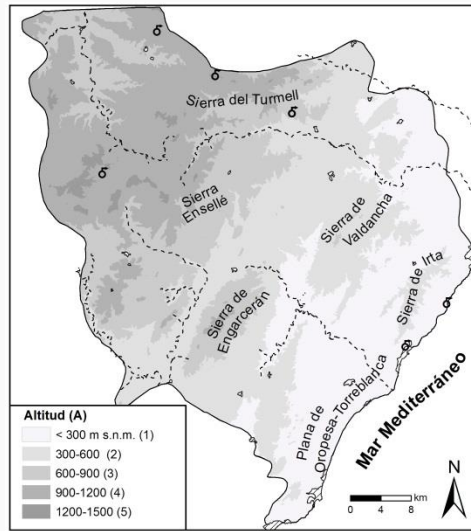 Sierra del Turmell
Sierra
Ensellé
Sierra de
Valdancha
Sierra de Irta
Sierra de
Engarcerán
Plana de
Oropesa-Torreblanca
Mar Mediterráneo
Altitud (A)
< 300 m s.n.m. (1)
300-600 (2)
600-900 (3)
900-1200 (4)
1200-1500 (5)
N
0 4 8
km